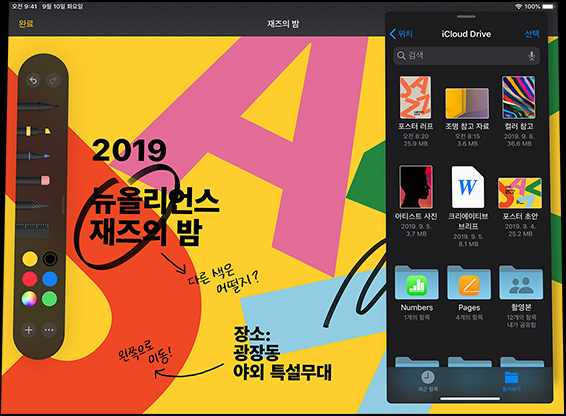 오전 9:41 9월 10일 화요일
100%
완료
재즈의 밤
2019
뉴올리언스
재즈의 밤
다른 색은
어떨지?
왼쪽으로
이동!
장소:
광장동
야외 특설무대
위치
iCloud Drive
선택
검색
포스터 러프
오전 8:20
25.9 MB
조명 참고 자료
오전 8:15
3.6 MB
컬러 참고
2019. 9. 8.
36.6 MB
아티스트 사진
2019. 9. 5.
3.7 MB
W
크리에이티브
브리프
2019. 9. 5.
8.1 MB
포스터 초안
2019. 9. 4.
25.2 MB
Numbers
1개의 항목
Pages
4개의 항목
촬영본
12개의 항목
내가 공유함
최근 항목
둘러보기